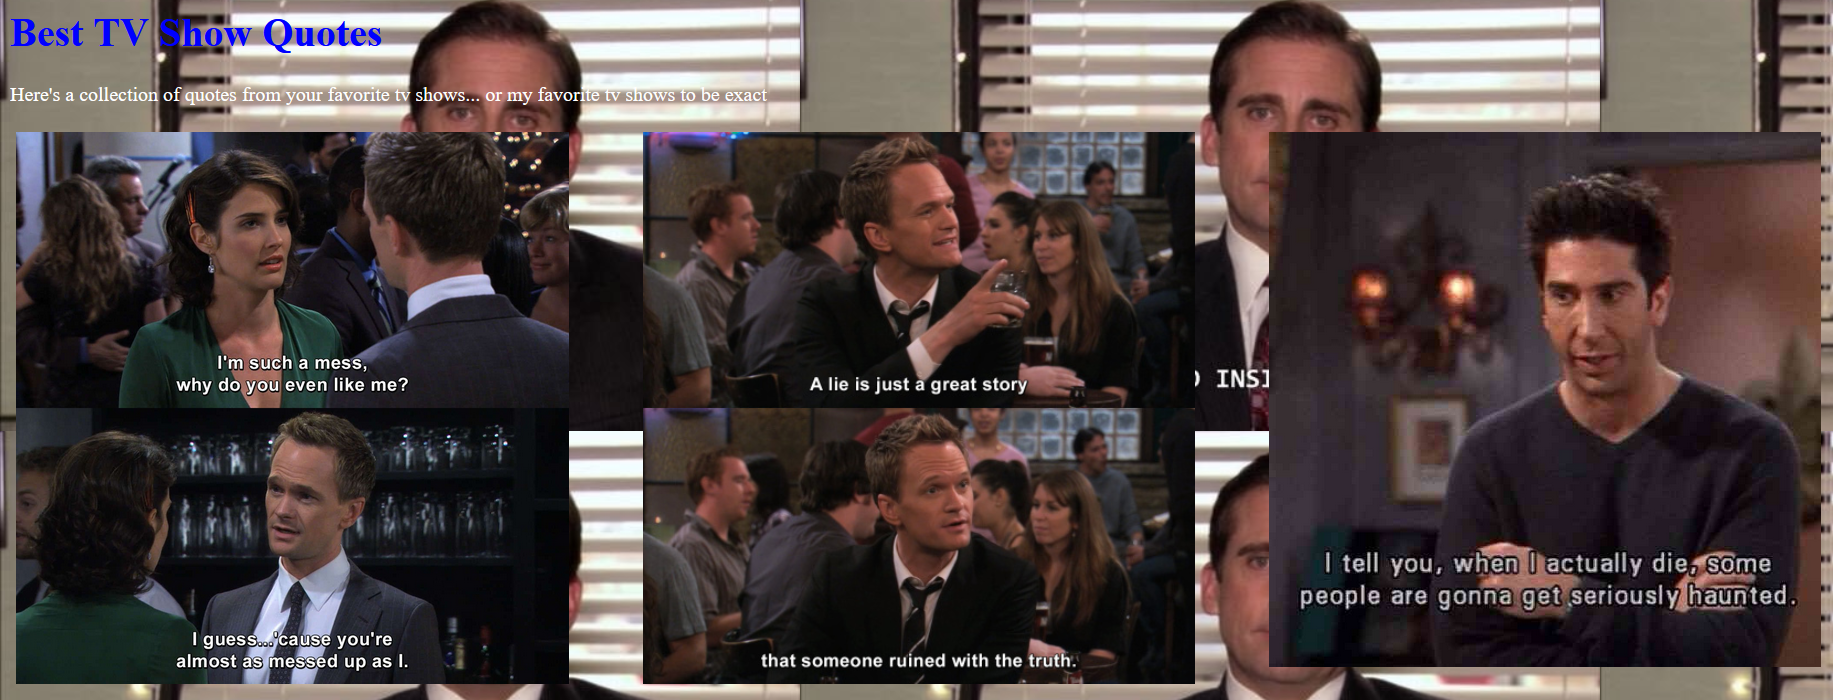 Best TV Show Quotes
Here's a collection of quotes from your favorite tv shows... or my favorite tv shows to be exact
I'm such a mess,
why do you even like me?
I guess...'cause you're
almost as messed up as I.
A lie is just a great story
that someone ruined with the truth.
INSI
I tell you, when I actually die, some
people are gonna get seriously haunted.